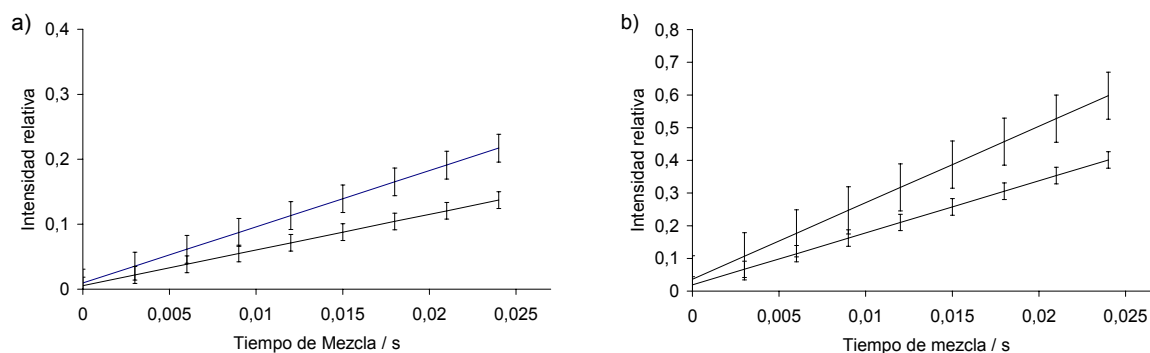 a)
0,4
0,3
0,2
0,1
0
Intensidad relativa
0 0,005 0,01 0,015 0,02 0,025
Tiempo de Mezcla / s
b)
0,8
0,7
0,6
0,5
0,4
0,3
0,2
0,1
0
Intensidad relativa
0 0,005 0,01 0,015 0,02 0,025
Tiempo de mezcla / s